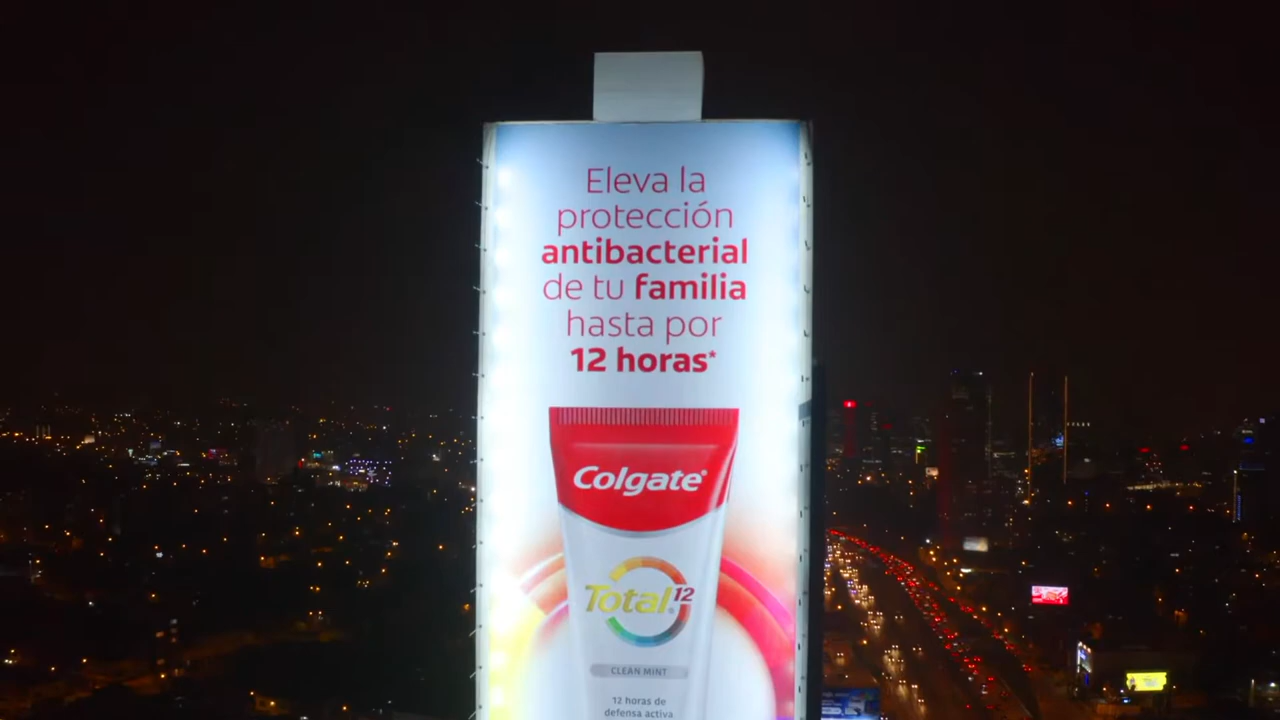 Eleva la
protección
antibacterial
de tu familia
hasta por
12 horas*
Colgate®
Total®12
CLEAN MINT
12 horas de
defensa activa